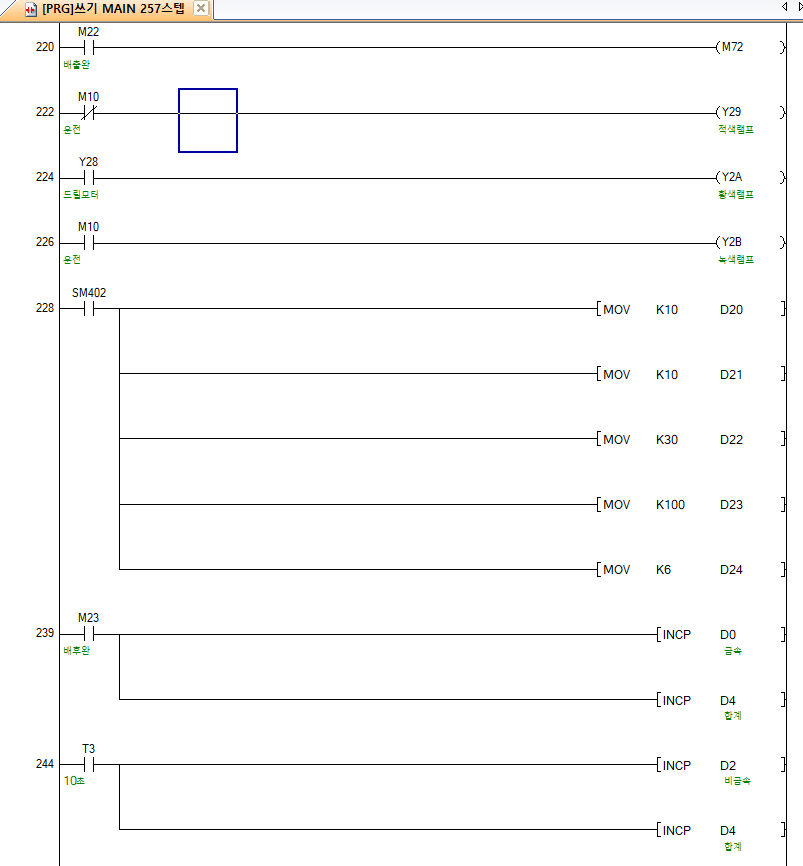 [PRG]쓰기 MAIN 257스텝
M22
220 M72
배출완
M10
222 Y29
운전 적색램프
Y28
224 Y2A
드릴모터 황색램프
M10
226 Y2B
운전 녹색램프
SM402
228 MOV K10 D20
MOV K10 D21
MOV K30 D22
MOV K100 D23
MOV K6 D24
M23
239 INCP D0
배후완 금속
INCP D4
합계
T3
244 INCP D2
10초 비금속
INCP D4
합계